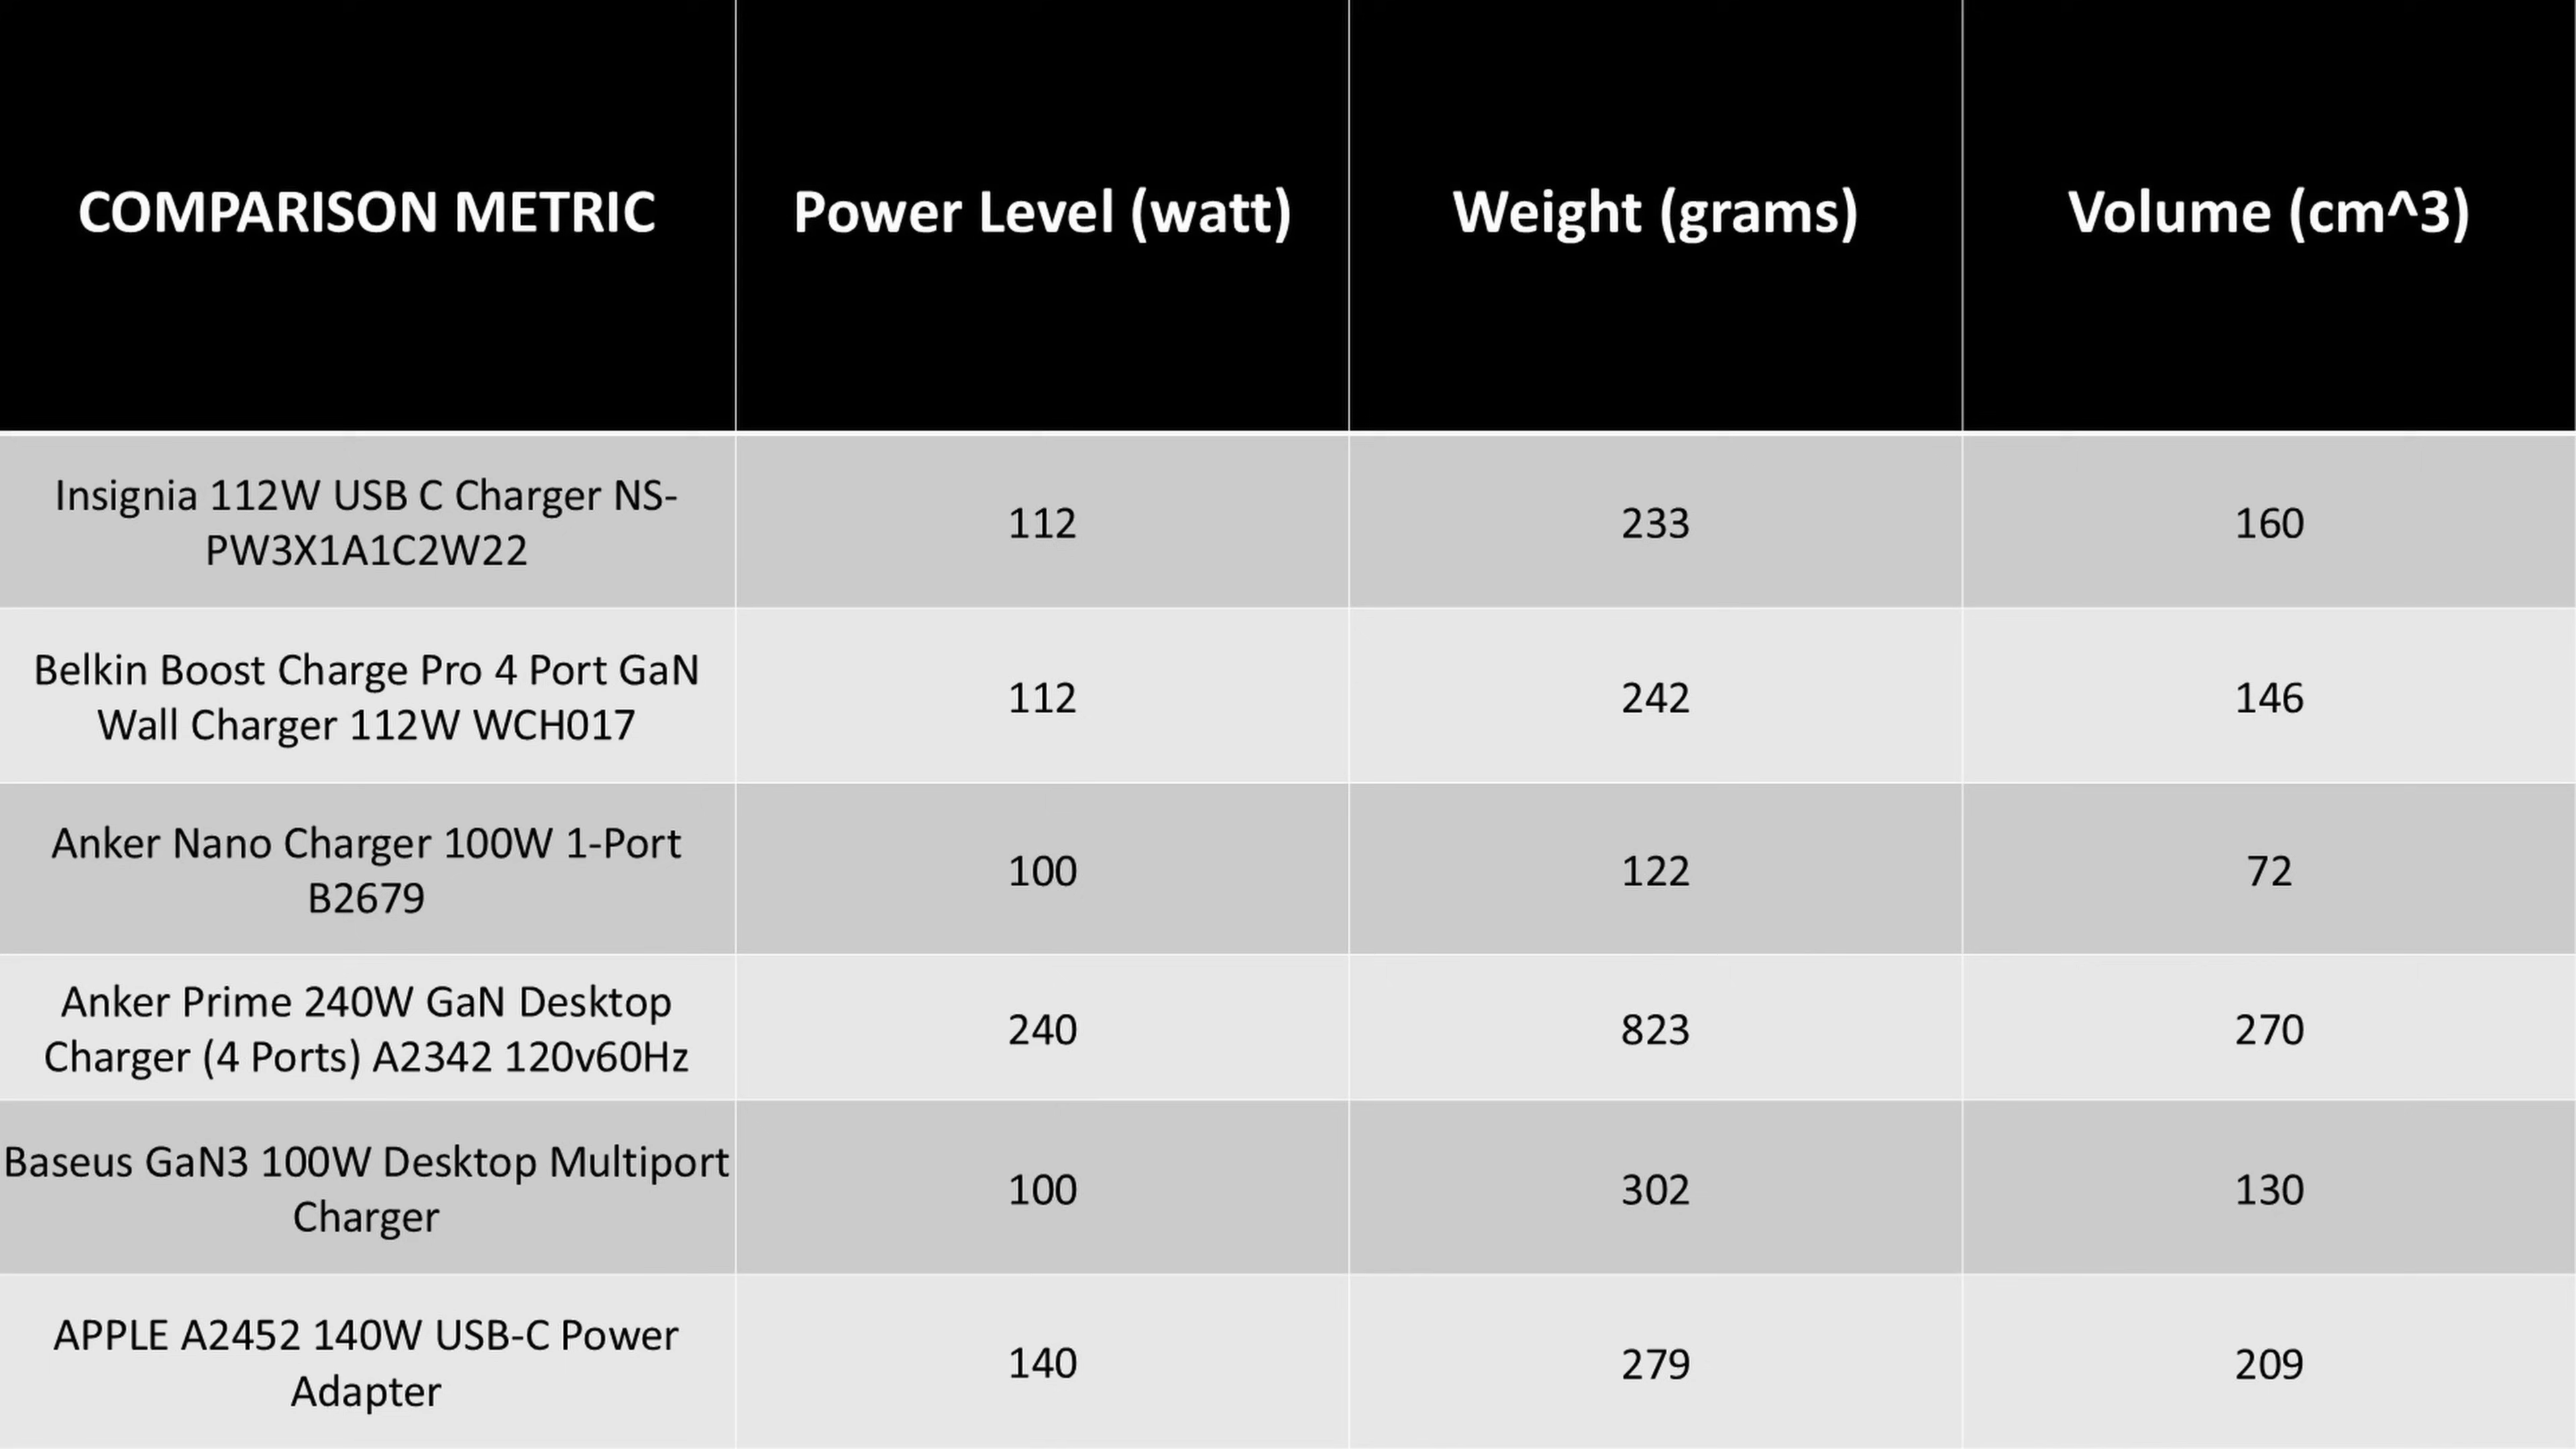 COMPARISON METRIC
Power Level (watt)
Weight (grams)
Volume (cm^3)
Insignia 112W USB C Charger NS-
PW3X1A1C2W22
112
233
160
Belkin Boost Charge Pro 4 Port GaN
Wall Charger 112W WCH017
112
242
146
Anker Nano Charger 100W 1-Port
B2679
100
122
72
Anker Prime 240W GaN Desktop
Charger (4 Ports) A2342 120v60Hz
240
823
270
Baseus GaN3 100W Desktop Multiport
Charger
100
302
130
APPLE A2452 140W USB-C Power
Adapter
140
279
209